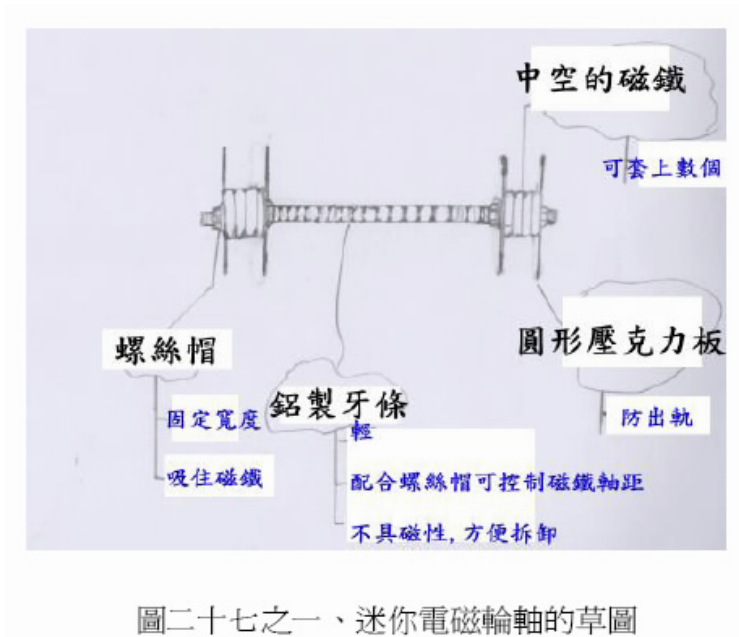 中空的磁鐵
可套上數個
圓形壓克力板
防出軌
螺絲帽
固定寬度
吸住磁鐵
鋁製牙條
輕
配合螺絲帽可控制磁鐵軸距
不具磁性,方便拆卸
圖二十七之一、迷你電磁輪軸的草圖